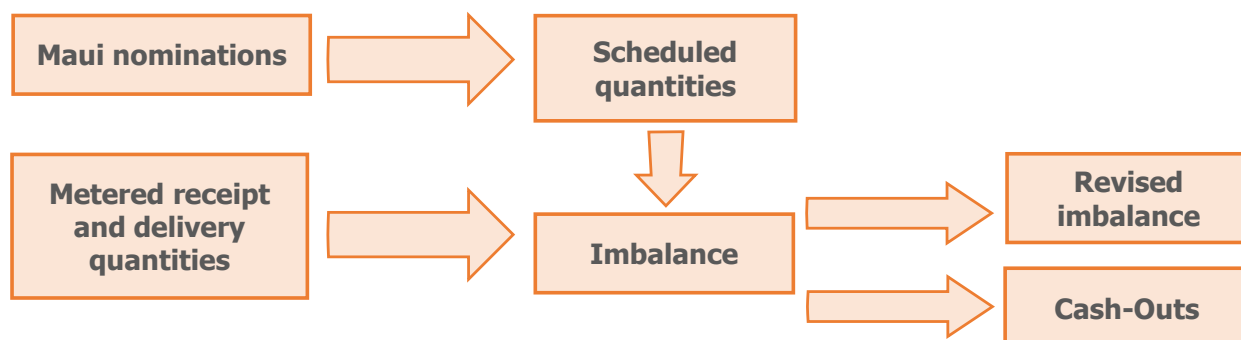 Maui nominations
Scheduled
quantities
Metered receipt
and delivery
quantities
Imbalance
Revised
imbalance
Cash-Outs